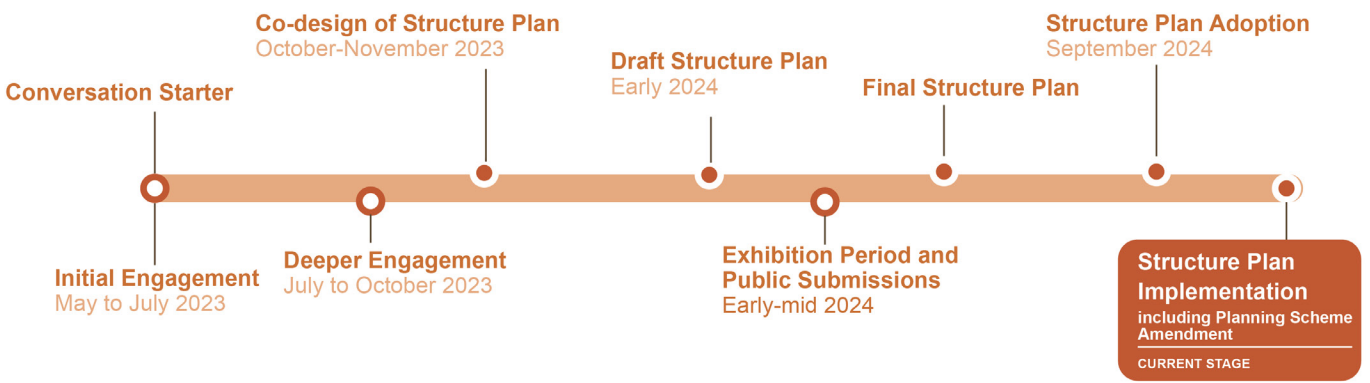 Conversation Starter
Initial Engagement
May to July 2023
Deeper Engagement
July to October 2023
Co-design of Structure Plan
October-November 2023
Draft Structure Plan
Early 2024
Exhibition Period and
Public Submissions
Early-mid 2024
Final Structure Plan
Structure Plan Adoption
September 2024
Structure Plan
Implementation
including Planning Scheme
Amendment
CURRENT STAGE